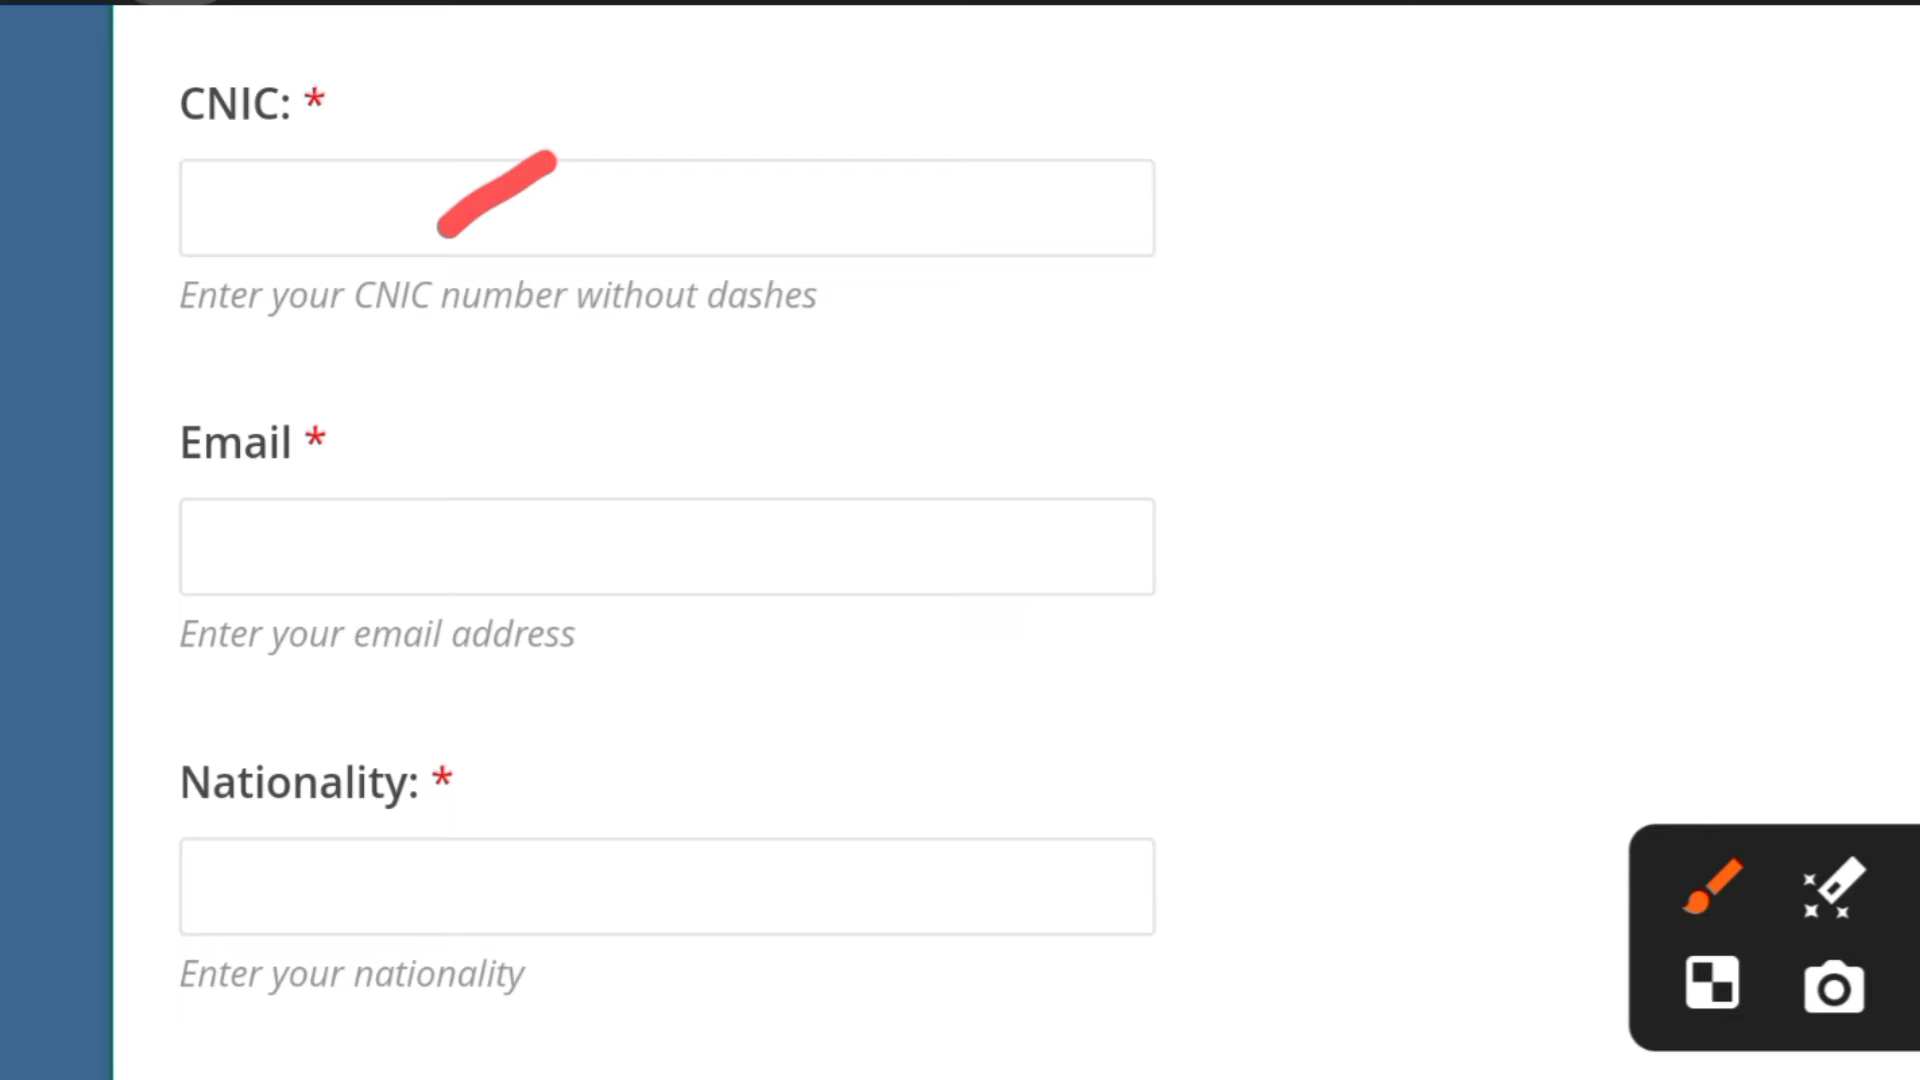 CNIC: *
Enter your CNIC number without dashes
Email *
Enter your email address
Nationality: *
Enter your nationality